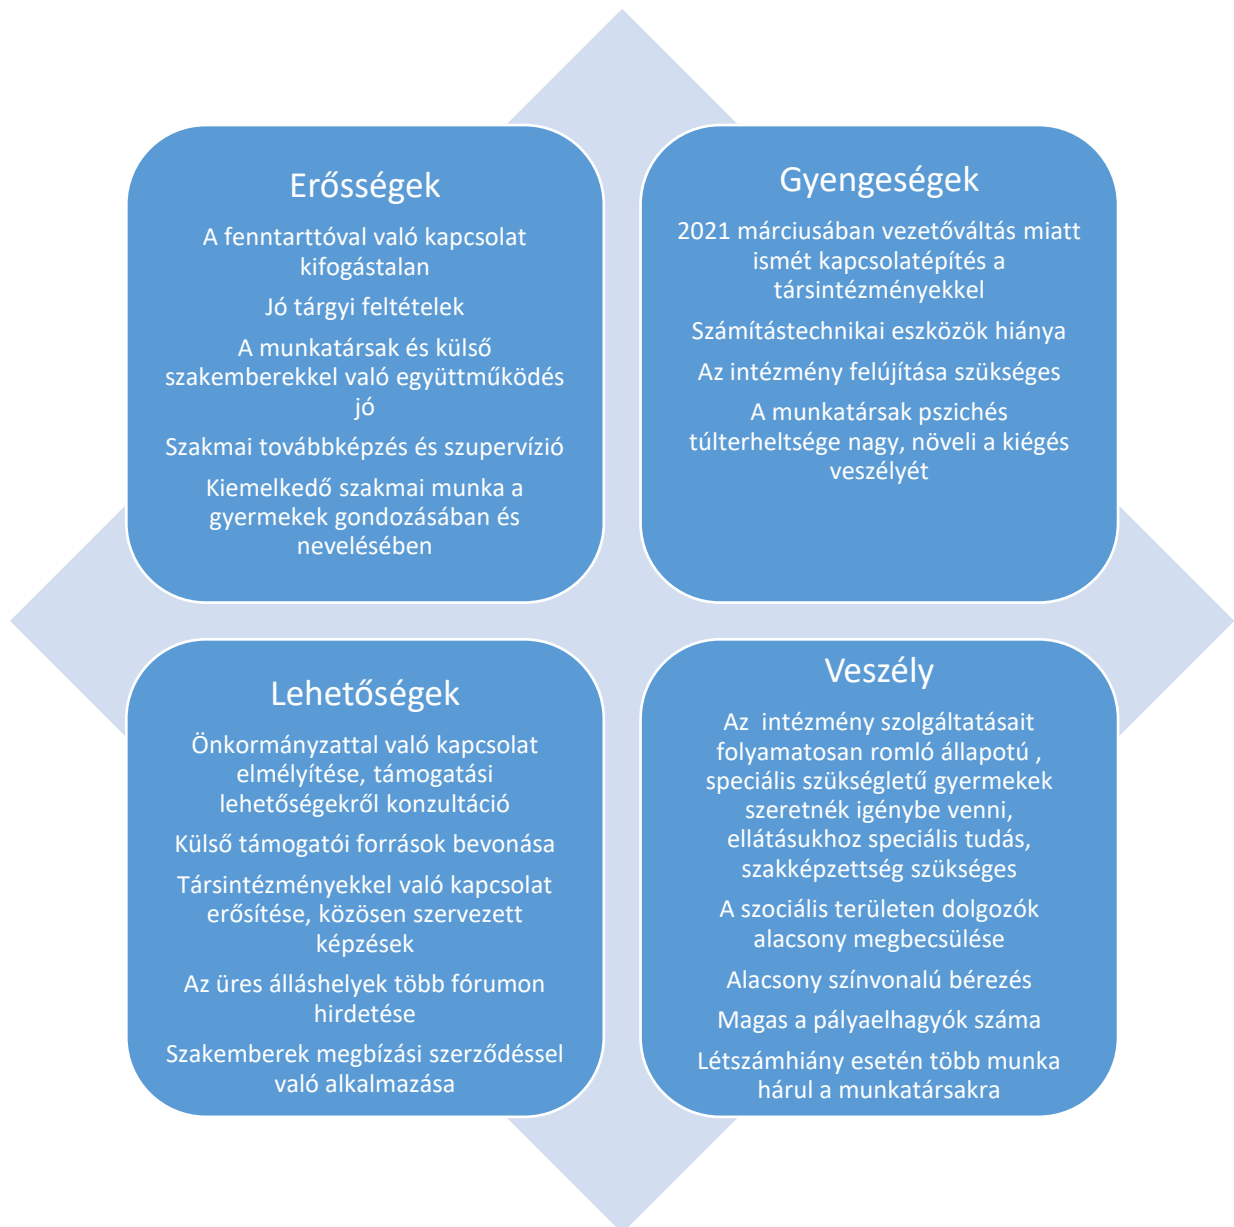 Erősségek
A fenntarttóval való kapcsolat
kifogástalan
Jó tárgyi feltételek
A munkatársak és külső
szakemberekkel való együttműködés
jó
Szakmai továbbképzés és szupervízió
Kiemelkedő szakmai munka a
gyermekek gondozásában és
nevelésében
Gyengeségek
2021 márciusában vezetőváltás miatt
ismét kapcsolatépítés a
társintézményekkel
Számítástechnikai eszközök hiánya
Az intézmény felújítása szükséges
A munkatársak pszichés
túlterheltsége nagy, növeli a kiégés
veszélyét
Lehetőségek
Önkormányzattal való kapcsolat
elmélyítése, támogatási
lehetőségekről konzultáció
Külső támogatói források bevonása
Társintézményekkel való kapcsolat
erősítése, közösen szervezett
képzések
Az üres álláshelyek több fórumon
hirdetése
Szakemberek megbízási szerződéssel
való alkalmazása
Veszély
Az  intézmény szolgáltatásait
folyamatosan romló állapotú ,
speciális szükségletű gyermekek
szeretnék igénybe venni,
ellátásukhoz speciális tudás,
szakképzettség szükséges
A szociális területen dolgozók
alacsony megbecsülése
Alacsony színvonalú bérezés
Magas a pályaelhagyók száma
Létszámhiány esetén több munka
hárul a munkatársakra